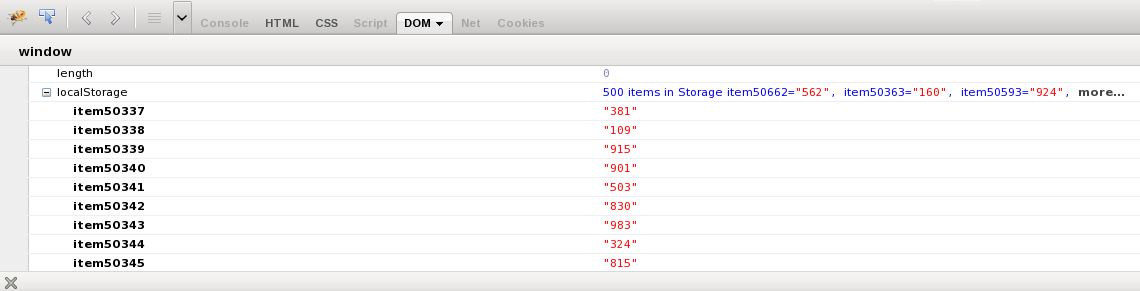 Console HTML CSS Script DOM Net Cookies
window
length 0
localStorage 500 items in Storage item50662="562", item50363="160", item50593="924", more...
item50337 "381"
item50338 "109"
item50339 "915"
item50340 "901"
item50341 "503"
item50342 "830"
item50343 "983"
item50344 "324"
item50345 "815"